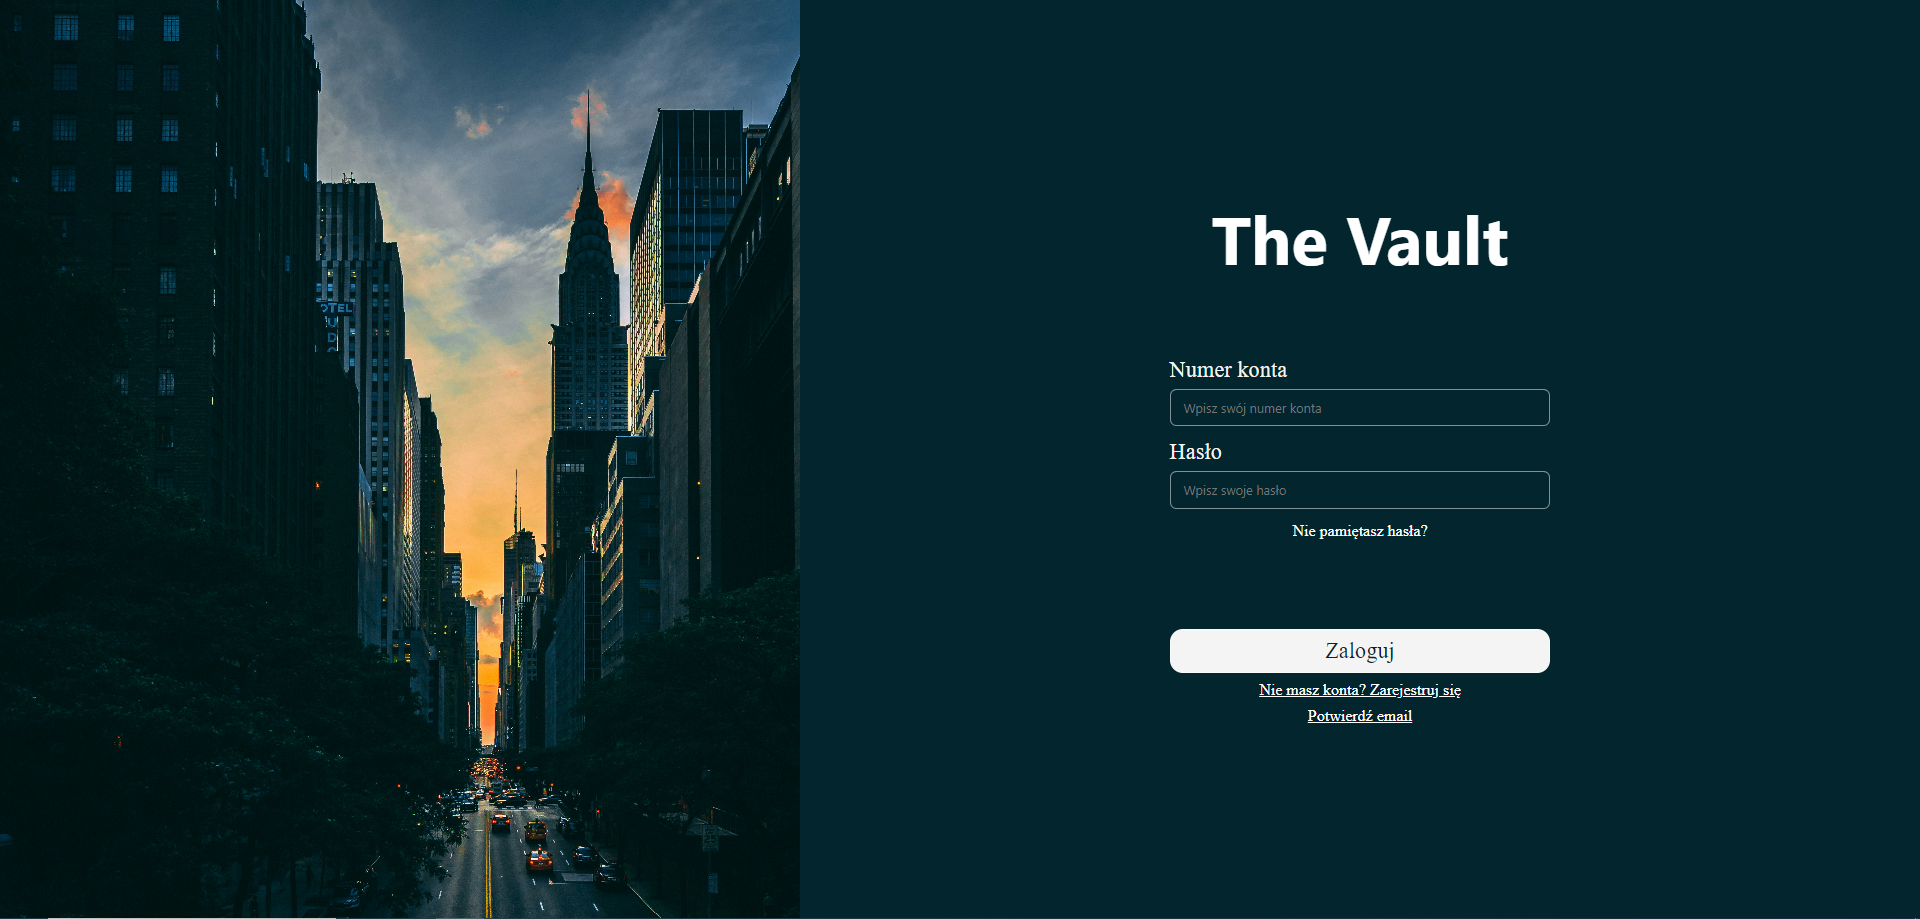 The Vault
Numer konta
Wpisz swój numer konta
Hasło
Wpisz swoje hasło
Nie pamiętasz hasła?
Zaloguj
Nie masz konta? Zarejestruj się
Potwierdź email